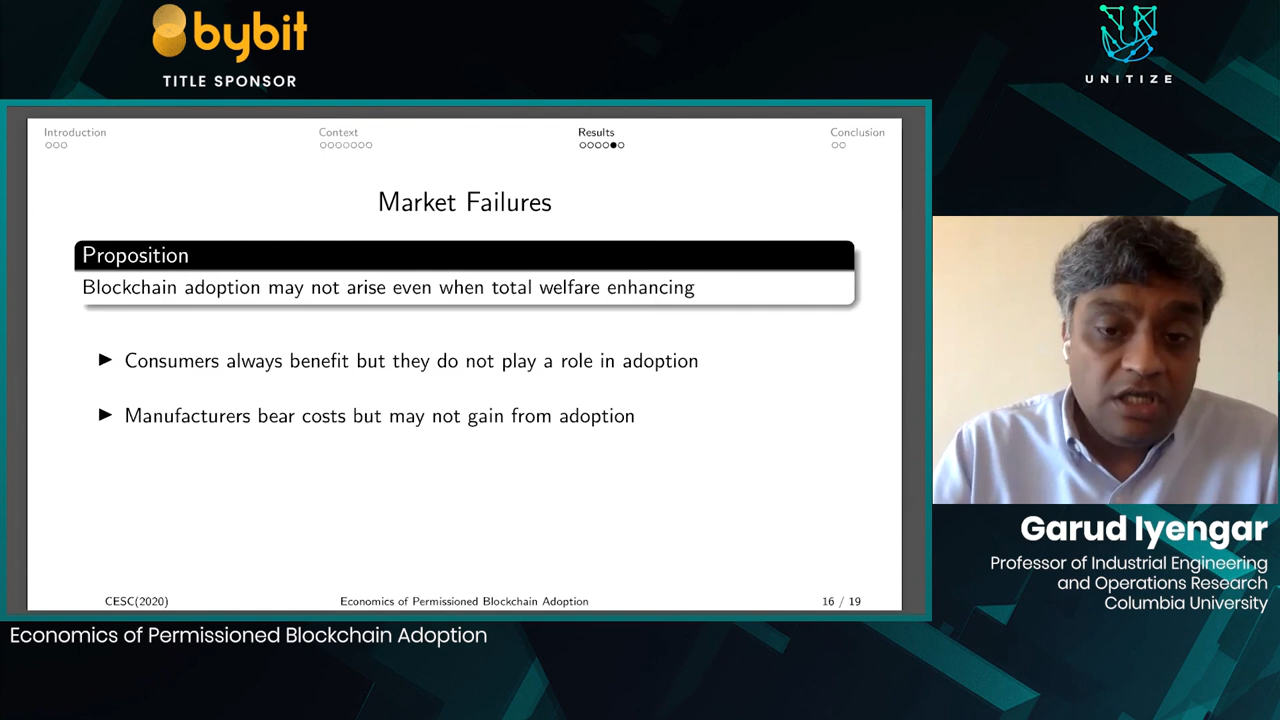 bybit
TITLE SPONSOR
UNITIZE
Introduction Context Results Conclusion
Market Failures
Proposition
Blockchain adoption may not arise even when total welfare enhancing
Consumers always benefit but they do not play a role in adoption
Manufacturers bear costs but may not gain from adoption
CESC(2020) Economics of Permissioned Blockchain Adoption 16 / 19
Garud Iyengar
Professor of Industrial Engineering
and Operations Research
Columbia University
Economics of Permissioned Blockchain Adoption